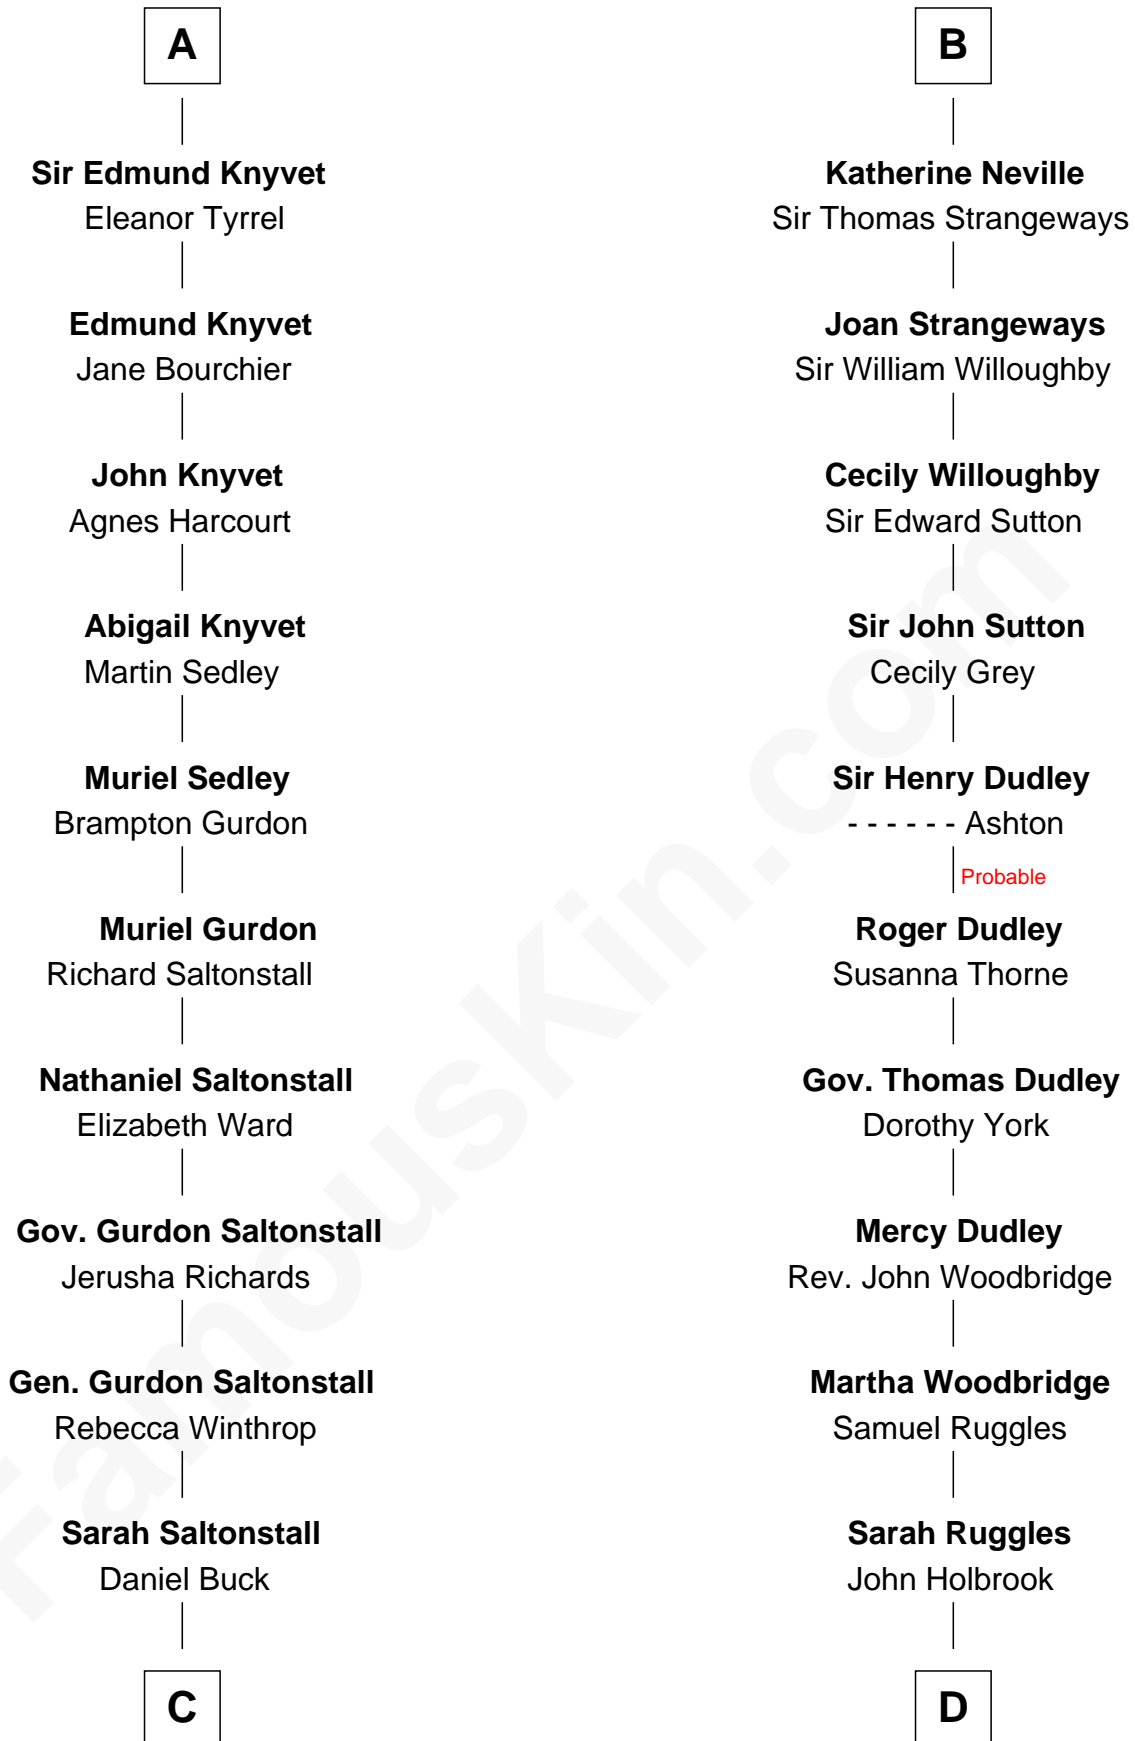 A
Sir Edmund Knyvet
Eleanor Tyrrel
Edmund Knyvet
Jane Bourchier
John Knyvet
Agnes Harcourt
Abigail Knyvet
Martin Sedley
Muriel Sedley
Brampton Gurdon
Muriel Gurdon
Richard Saltonstall
Nathaniel Saltonstall
Elizabeth Ward
Gov. Gurdon Saltonstall
Jerusha Richards
Gen. Gurdon Saltonstall
Rebecca Winthrop
Sarah Saltonstall
Daniel Buck
C
B
Katherine Neville
Sir Thomas Strangeways
Joan Strangeways
Sir William Willoughby
Cecily Willoughby
Sir Edward Sutton
Sir John Sutton
Cecily Grey
Sir Henry Dudley
- - - - - - Ashton
Probable
Roger Dudley
Susanna Thorne
Gov. Thomas Dudley
Dorothy York
Mercy Dudley
Rev. John Woodbridge
Martha Woodbridge
Samuel Ruggles
Sarah Ruggles
John Holbrook
D
FamousKin.com